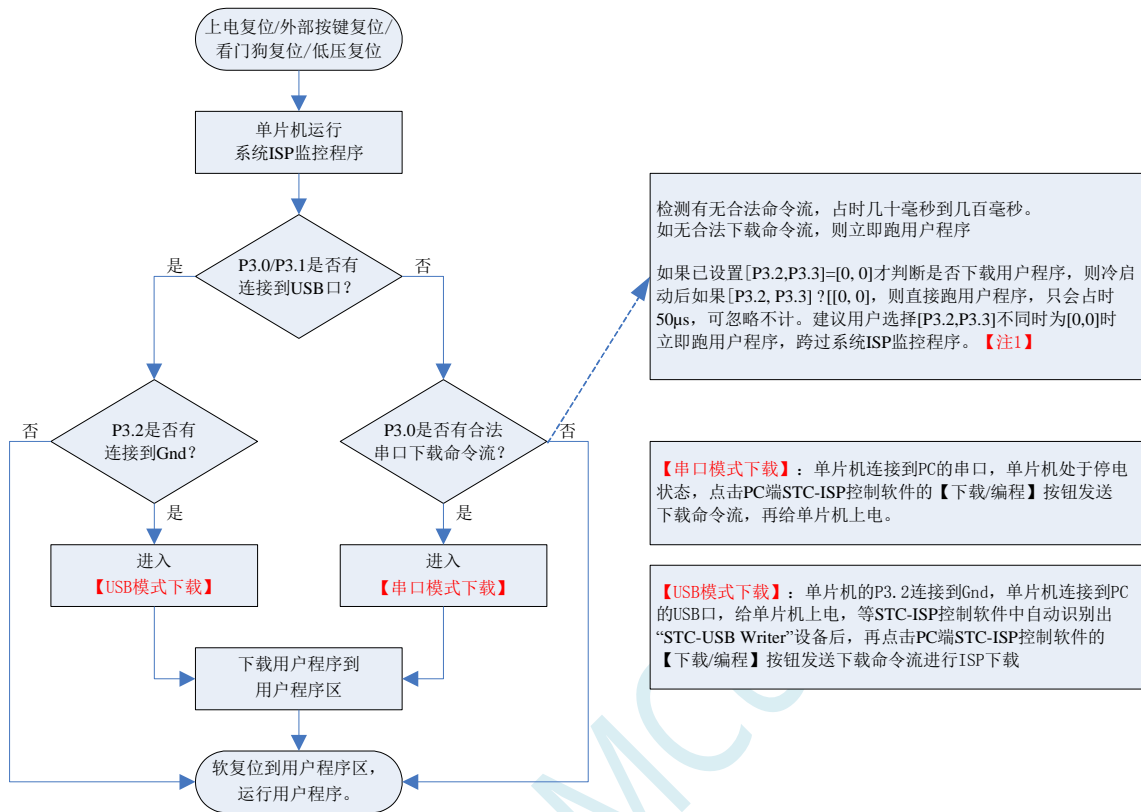 上电复位/外部按键复位/
看门狗复位/低压复位
单片机运行
系统ISP监控程序
P3.0/P3.1是否有
连接到USB口？
是
否
P3.2是否有
连接到Gnd？
否
是
P3.0是否有合法
串口下载命令流？
否
是
进入
【USB模式下载】
进入
【串口模式下载】
下载用户程序到
用户程序区
软复位到用户程序区，
运行用户程序。
检测有无合法命令流，占时几十毫秒到几百毫秒。
如无合法下载命令流，则立即跑用户程序
如果已设置[P3.2,P3.3]=[0, 0]才判断是否下载用户程序，则冷启
动后如果[P3.2, P3.3] ?[[0, 0]，则直接跑用户程序，只会占时
50μs，可忽略不计。建议用户选择[P3.2,P3.3]不同时为[0,0]时
立即跑用户程序，跨过系统ISP监控程序。【注1】
【串口模式下载】：单片机连接到PC的串口，单片机处于停电
状态，点击PC端STC-ISP控制软件的【下载/编程】按钮发送
下载命令流，再给单片机上电。
【USB模式下载】：单片机的P3.2连接到Gnd，单片机连接到PC
的USB口，给单片机上电，等STC-ISP控制软件中自动识别出
“STC-USB Writer”设备后，再点击PC端STC-ISP控制软件的
【下载/编程】按钮发送下载命令流进行ISP下载